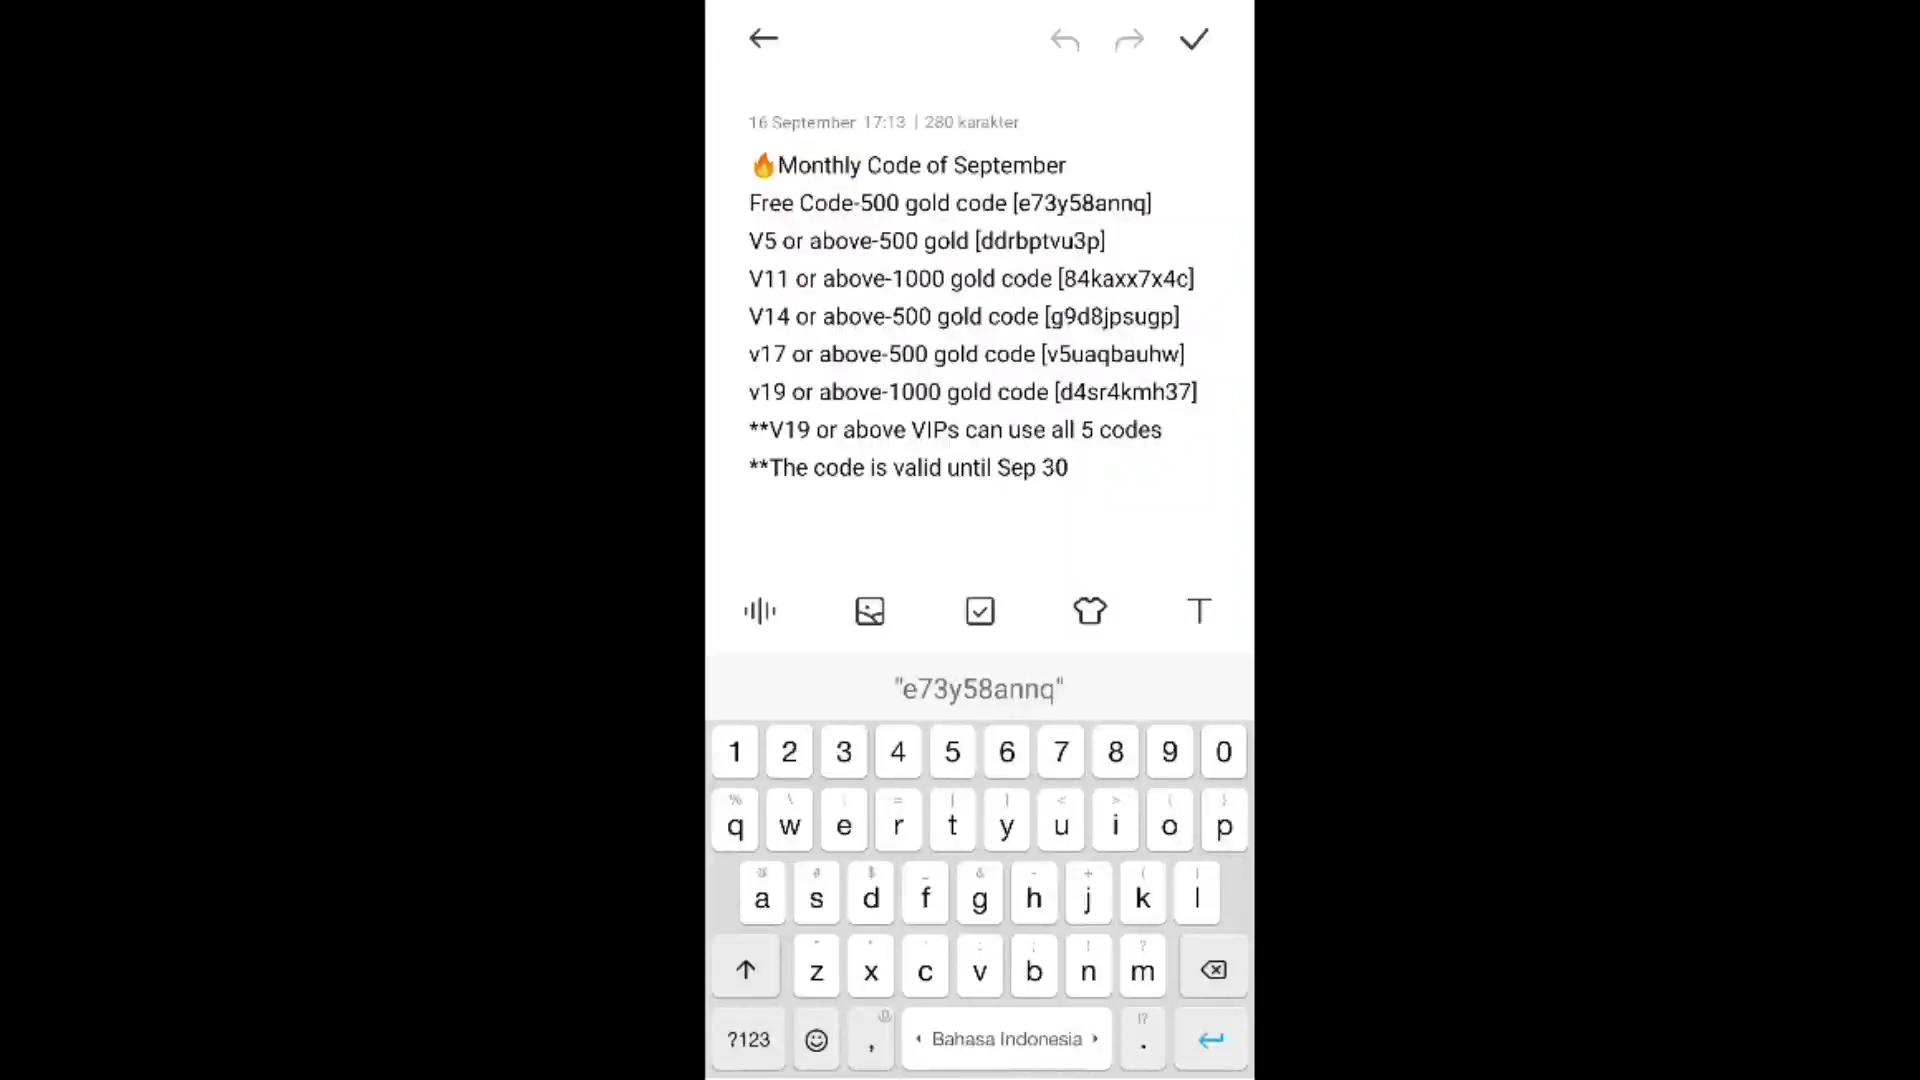 16 September 17:13 | 280 karakter
🔥Monthly Code of September
Free Code-500 gold code [e73y58annq]
V5 or above-500 gold [ddrbptvu3p]
V11 or above-1000 gold code [84kaxx7x4c]
V14 or above-500 gold code [g9d8jpsugp]
v17 or above-500 gold code [v5uaqbauhw]
v19 or above-1000 gold code [d4sr4kmh37]
**V19 or above VIPs can use all 5 codes
**The code is valid until Sep 30
T
"e73y58annq"
1 2 3 4 5 6 7 8 9 0
q w e r t y u i o p
a s d f g h j k l
z x c v b n m
?123 , Bahasa Indonesia .